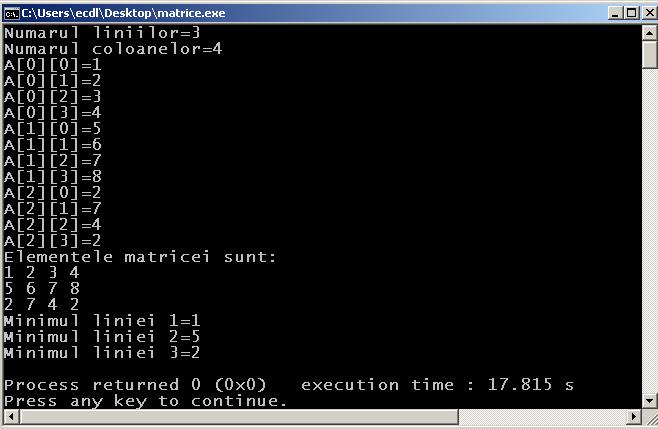 C:\Users\ecdl\Desktop\matrice.exe
Numarul liniilor=3
Numarul coloanelor=4
A[0][0]=1
A[0][1]=2
A[0][2]=3
A[0][3]=4
A[1][0]=5
A[1][1]=6
A[1][2]=7
A[1][3]=8
A[2][0]=2
A[2][1]=7
A[2][2]=4
A[2][3]=2
Elementele matricei sunt:
1 2 3 4
5 6 7 8
2 7 4 2
Minimul liniei 1=1
Minimul liniei 2=5
Minimul liniei 3=2
Process returned 0 (0x0)   execution time : 17.815 s
Press any key to continue.